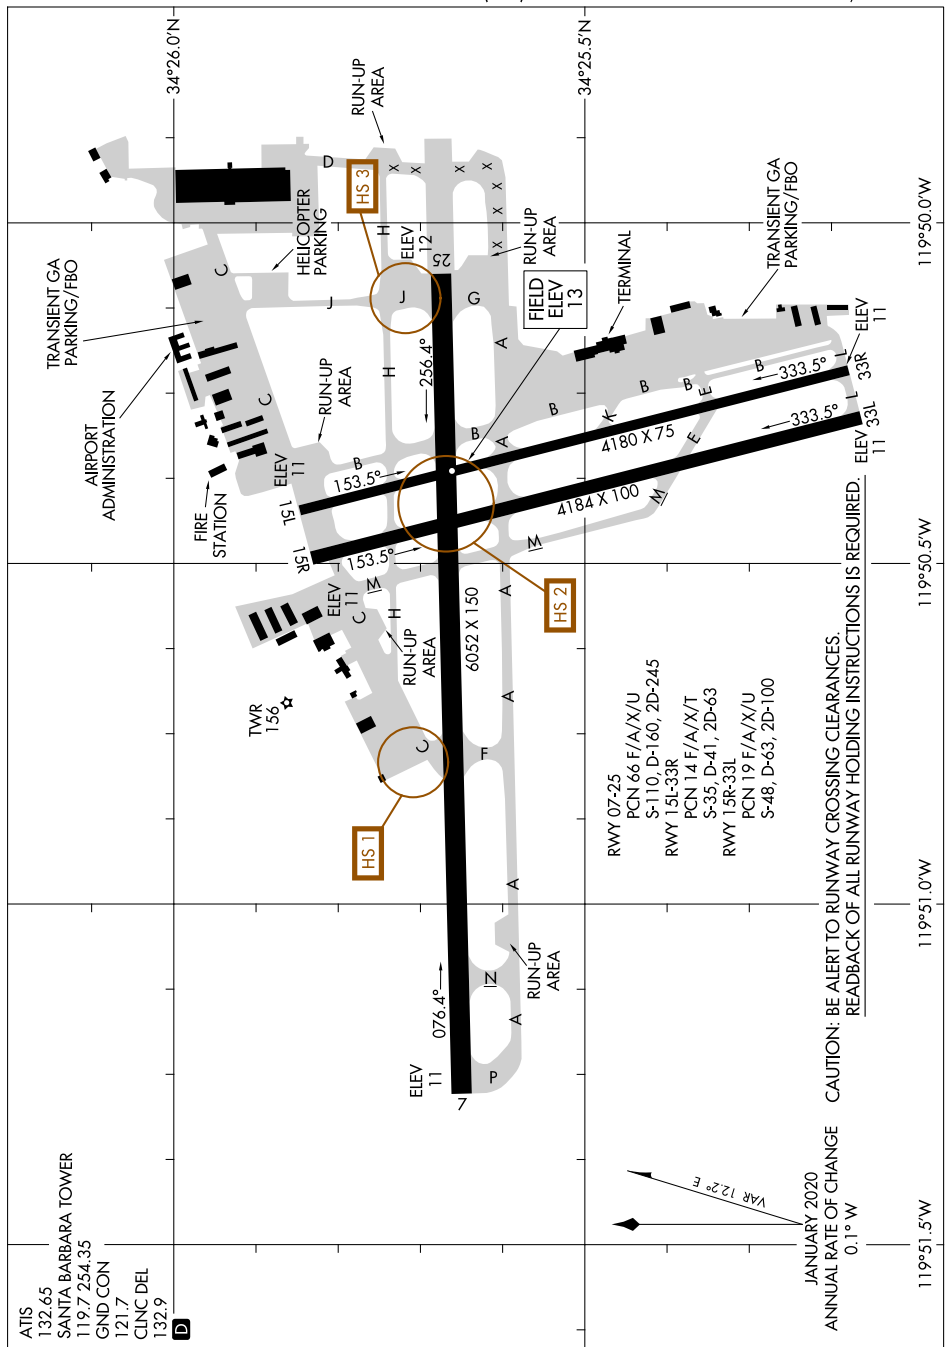 ATIS
132.65
SANTA BARBARA TOWER
119.7 254.35
GND CON
121.7
CLNC DEL
132.9
D
34°26.0'N
34°25.5'N
119°50.0'W
119°50.5'W
119°51.0'W
119°51.5'W
RUN-UP
AREA
D
HS 3
HELICOPTER
PARKING
C
TRANSIENT GA
PARKING/FBO
AIRPORT
ADMINISTRATION
FIRE
STATION
C
J
J
H
H
ELEV
12
25
G
X
X
X
X
X
X
RUN-UP
AREA
FIELD
ELEV
13
TERMINAL
TRANSIENT GA
PARKING/FBO
RUN-UP
AREA
ELEV
11
15L
B
153.5°
256.4°
A
B
A
B
K
B
B
E
B
L
ELEV
11
33R
333.5°
4180 X 75
E
333.5°
L
33L
ELEV
11
4184 X 100
M
M
15R
153.5°
ELEV
11
M
C
H
RUN-UP
AREA
HS 2
A
6052 X 150
TWR
156
C
HS 1
A
F
A
RUN-UP
AREA
N
A
076.4°
ELEV
11
7
P
RWY 07-25
PCN 66 F/A/X/U
S-110, D-160, 2D-245
RWY 15L-33R
PCN 14 F/A/X/T
S-35, D-41, 2D-63
RWY 15R-33L
PCN 19 F/A/X/U
S-48, D-63, 2D-100
CAUTION: BE ALERT TO RUNWAY CROSSING CLEARANCES.
READBACK OF ALL RUNWAY HOLDING INSTRUCTIONS IS REQUIRED.
VAR 12.2° E
JANUARY 2020
ANNUAL RATE OF CHANGE
0.1° W